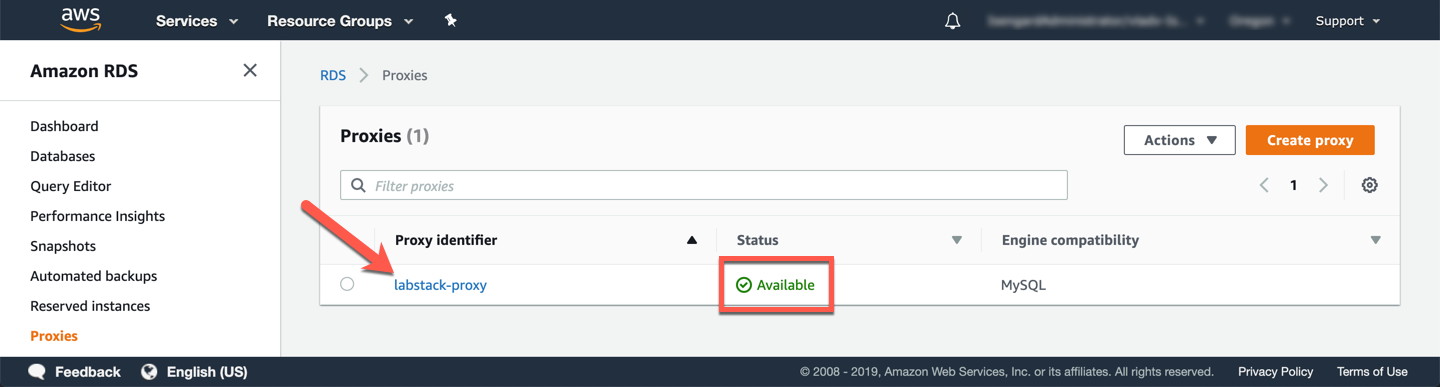 aws Services Resource Groups Support
Amazon RDS
RDS Proxies
Dashboard
Databases
Query Editor
Performance Insights
Snapshots
Automated backups
Reserved instances
Proxies
Proxies (1)
Actions Create proxy
Filter proxies
1
Proxy identifier Status Engine compatibility
labstack-proxy Available MySQL
Feedback English (US) © 2008 - 2019, Amazon Web Services, Inc. or its affiliates. All rights reserved. Privacy Policy Terms of Use